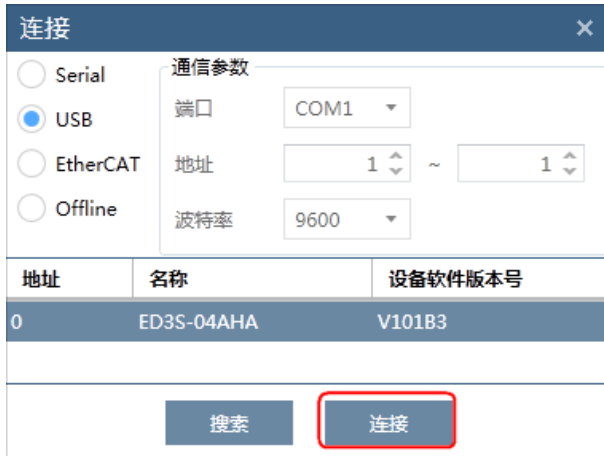 连接
Serial
USB
EtherCAT
Offline
通信参数
端口 COM1
地址 1 ~ 1
波特率 9600
地址 名称 设备软件版本号
0 ED3S-04AHA V101B3
搜索 连接